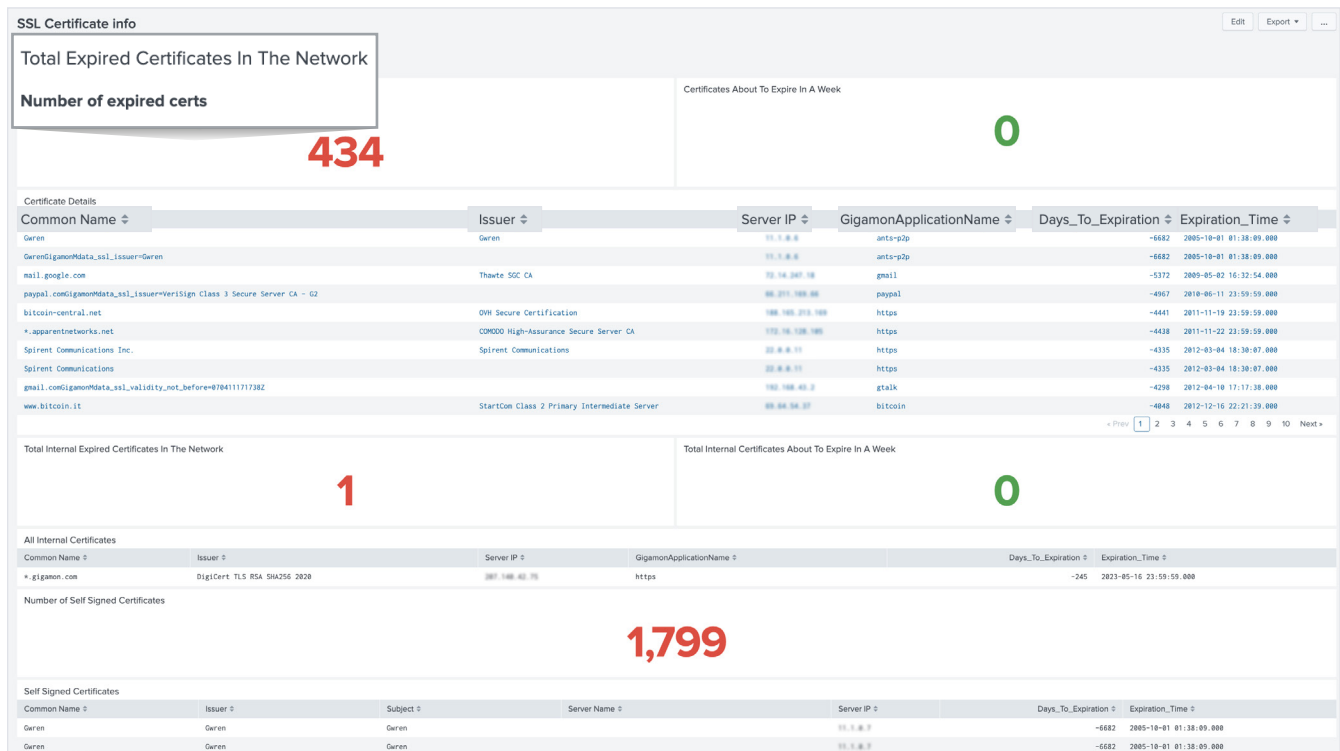 SSL Certificate info
Edit Export ...
Total Expired Certificates In The Network
Number of expired certs
434
Certificates About To Expire In A Week
0
Certificate Details
Common Name Issuer Server IP GigamonApplicationName Days_To_Expiration Expiration_Time
Gwren Gwren ants-p2p -6682 2005-10-01 01:38:09.000
GwrenGigamonMdata_ssl_issuer=Gwren ants-p2p -6682 2005-10-01 01:38:09.000
mail.google.com Thawte SGC CA gmail -5372 2009-05-02 16:32:54.000
paypal.comGigamonMdata_ssl_issuer=VeriSign Class 3 Secure Server CA - G2 paypal -4967 2010-06-11 23:59:59.000
bitcoin-central.net OVH Secure Certification https -4441 2011-11-19 23:59:59.000
*.apparentnetworks.net COMODO High-Assurance Secure Server CA https -4438 2011-11-22 23:59:59.000
Spirent Communications Inc. Spirent Communications https -4335 2012-03-04 18:30:07.000
Spirent Communications https -4335 2012-03-04 18:30:07.000
gmail.comGigamonMdata_ssl_validity_not_before=070411171738Z gtalk -4298 2012-04-10 17:17:38.000
www.bitcoin.it StartCom Class 2 Primary Intermediate Server bitcoin -4048 2012-12-16 22:21:39.000
« Prev 1 2 3 4 5 6 7 8 9 10 Next »
Total Internal Expired Certificates In The Network
1
Total Internal Certificates About To Expire In A Week
0
All Internal Certificates
Common Name Issuer Server IP GigamonApplicationName Days_To_Expiration Expiration_Time
*.gigamon.com DigiCert TLS RSA SHA256 2020 https -245 2023-05-16 23:59:59.000
Number of Self Signed Certificates
1,799
Self Signed Certificates
Common Name Issuer Subject Server Name Server IP Days_To_Expiration Expiration_Time
Gwren Gwren Gwren -6682 2005-10-01 01:38:09.000
Gwren Gwren Gwren -6682 2005-10-01 01:38:09.000